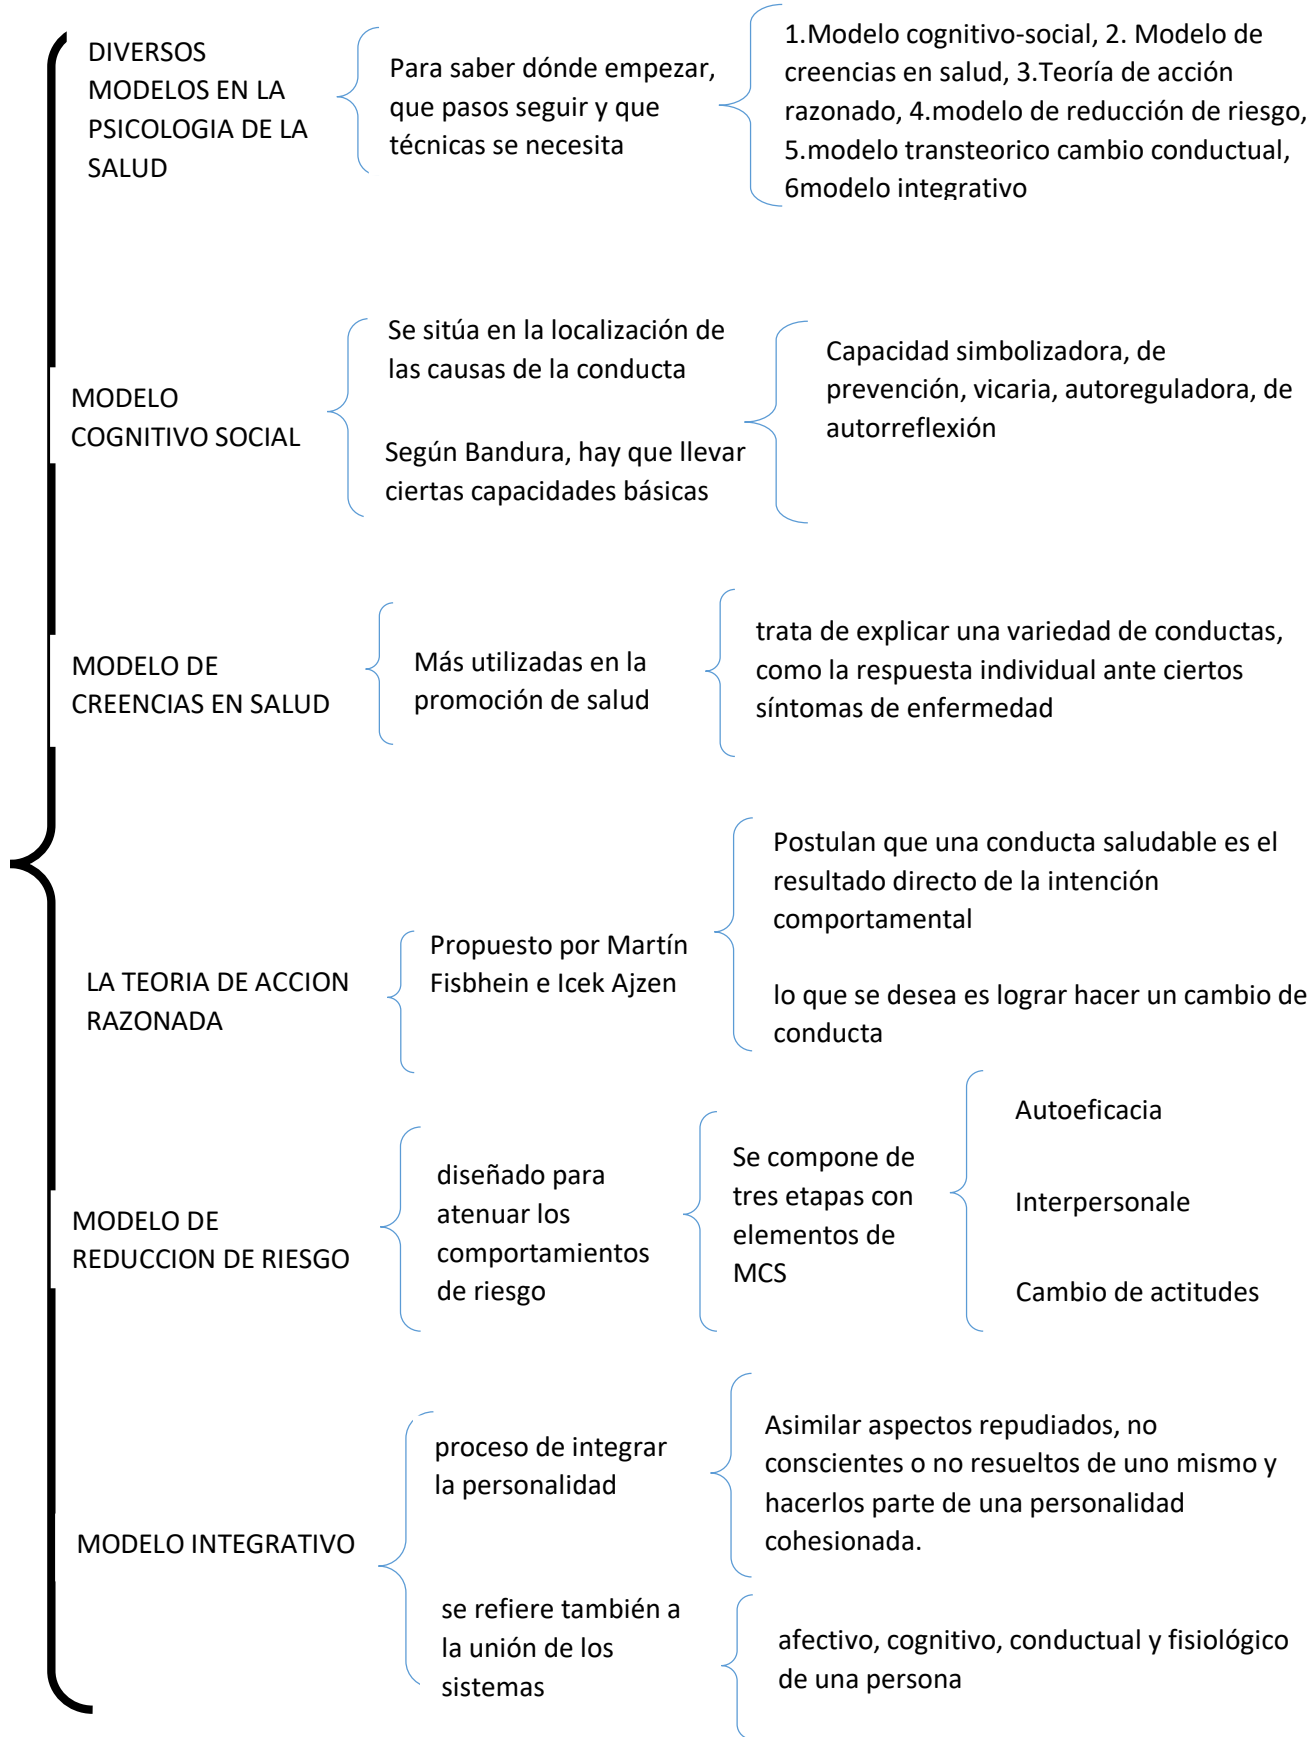 DIVERSOS
MODELOS EN LA
PSICOLOGIA DE LA
SALUD
Para saber dónde empezar,
que pasos seguir y que
técnicas se necesita
1.Modelo cognitivo-social, 2. Modelo de
creencias en salud, 3.Teoría de acción
razonado, 4.modelo de reducción de riesgo,
5.modelo transteorico cambio conductual,
6modelo integrativo
MODELO
COGNITIVO SOCIAL
Se sitúa en la localización de
las causas de la conducta
Según Bandura, hay que llevar
ciertas capacidades básicas
Capacidad simbolizadora, de
prevención, vicaria, autoreguladora, de
autorreflexión
MODELO DE
CREENCIAS EN SALUD
Más utilizadas en la
promoción de salud
trata de explicar una variedad de conductas,
como la respuesta individual ante ciertos
síntomas de enfermedad
LA TEORIA DE ACCION
RAZONADA
Propuesto por Martín
Fisbhein e Icek Ajzen
Postulan que una conducta saludable es el
resultado directo de la intención
comportamental
lo que se desea es lograr hacer un cambio de
conducta
MODELO DE
REDUCCION DE RIESGO
diseñado para
atenuar los
comportamientos
de riesgo
Se compone de
tres etapas con
elementos de
MCS
Autoeficacia
Interpersonale
Cambio de actitudes
MODELO INTEGRATIVO
proceso de integrar
la personalidad
Asimilar aspectos repudiados, no
conscientes o no resueltos de uno mismo y
hacerlos parte de una personalidad
cohesionada.
se refiere también a
la unión de los
sistemas
afectivo, cognitivo, conductual y fisiológico
de una persona